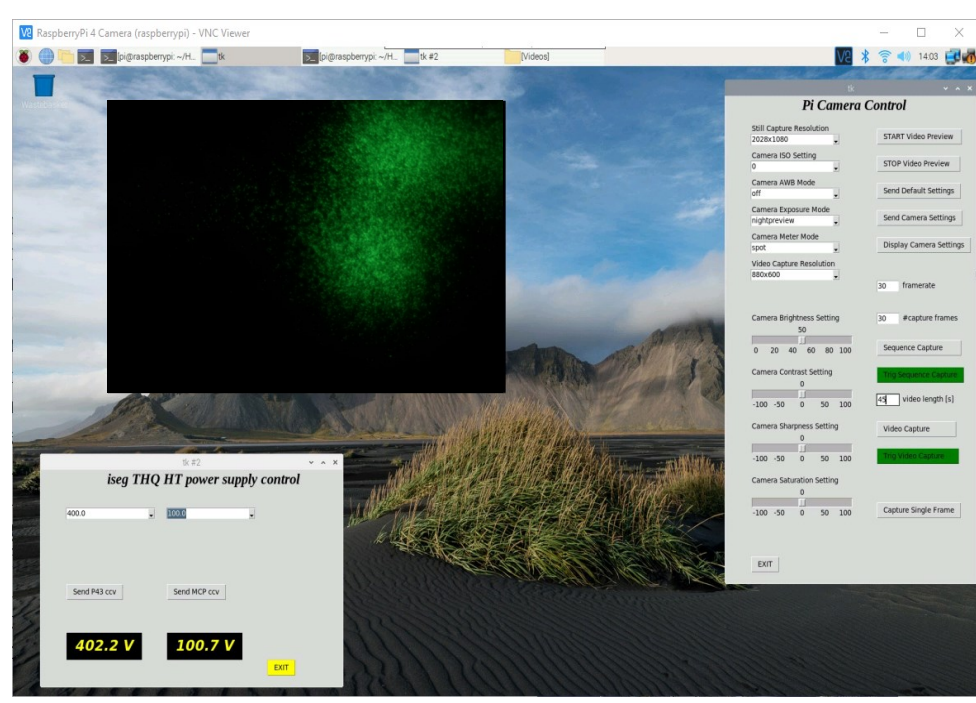 RaspberryPi 4 Camera (raspberrypi) - VNC Viewer
[pi@raspberrypi: ~/H... tk [pi@raspberrypi: ~/H... tk #2 [Videos] 14:03
Wastebasket
tk
Pi Camera Control
Still Capture Resolution
2028x1080
START Video Preview
Camera ISO Setting
0
STOP Video Preview
Camera AWB Mode
off
Send Default Settings
Camera Exposure Mode
nightpreview
Send Camera Settings
Camera Meter Mode
spot
Display Camera Settings
Video Capture Resolution
880x600
30 framerate
Camera Brightness Setting
50
0 20 40 60 80 100
30 #capture frames
Sequence Capture
Camera Contrast Setting
0
-100 -50 0 50 100
Trig Sequence Capture
45 video length [s]
Camera Sharpness Setting
0
-100 -50 0 50 100
Video Capture
Trig Video Capture
Camera Saturation Setting
0
-100 -50 0 50 100
Capture Single Frame
EXIT
tk #2
iseg THQ HT power supply control
400.0 100.0
Send P43 ccv Send MCP ccv
402.2 V 100.7 V
EXIT